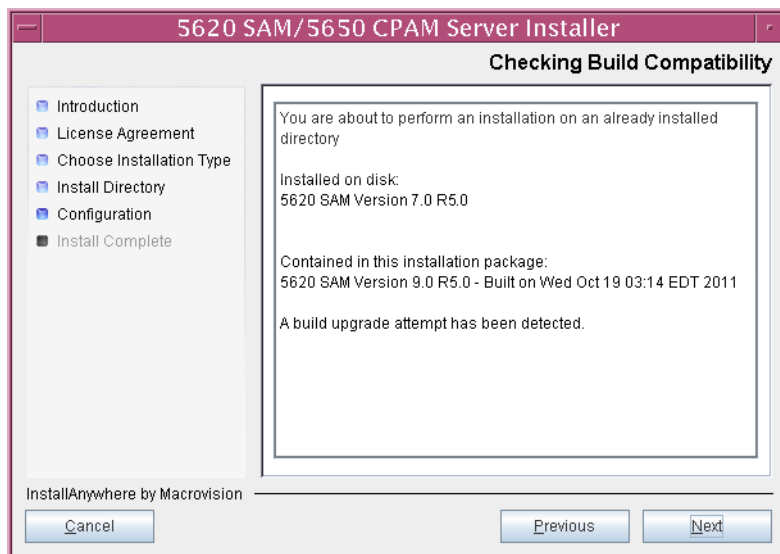 5620 SAM/5650 CPAM Server Installer
Checking Build Compatibility
Introduction
License Agreement
Choose Installation Type
Install Directory
Configuration
Install Complete
You are about to perform an installation on an already installed
directory
Installed on disk:
5620 SAM Version 7.0 R5.0
Contained in this installation package:
5620 SAM Version 9.0 R5.0 - Built on Wed Oct 19 03:14 EDT 2011
A build upgrade attempt has been detected.
InstallAnywhere by Macrovision
Cancel
Previous
Next